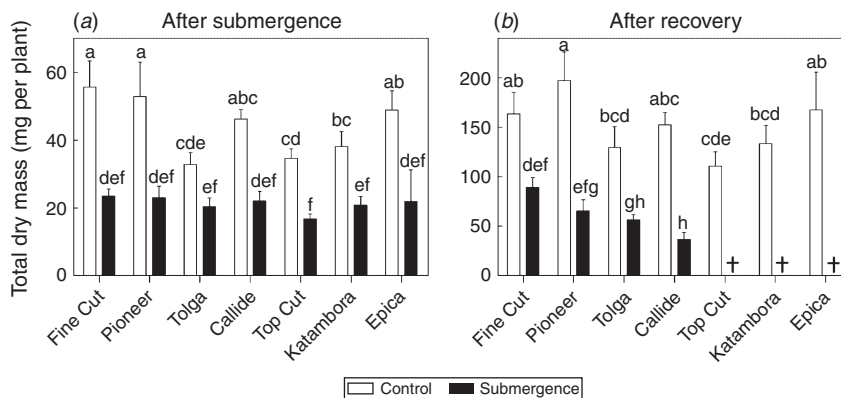 (a) After submergence
(b) After recovery
Total dry mass (mg per plant)
60
40
20
0
a
def
a
def
cde
ef
abc
def
cd
f
bc
ef
ab
def
Fine Cut
Pioneer
Tolga
Callide
Top Cut
Katambora
Epica
200
150
100
50
0
ab
def
a
efg
bcd
gh
abc
h
cde
†
bcd
†
ab
†
Fine Cut
Pioneer
Tolga
Callide
Top Cut
Katambora
Epica
Control Submergence